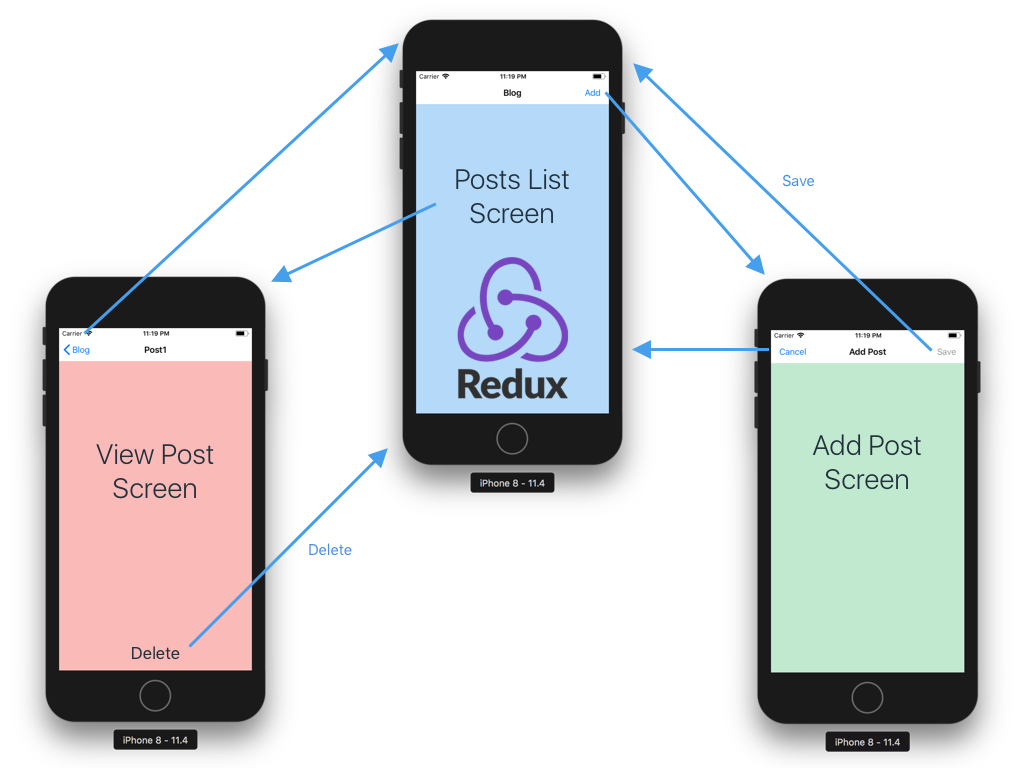 Carrier 11:19 PM
Blog Add
Posts List
Screen
Redux
iPhone 8 - 11.4
Save
Carrier 11:19 PM
Blog Post1
View Post
Screen
Delete
iPhone 8 - 11.4
Delete
Carrier 11:19 PM
Cancel Add Post Save
Add Post
Screen
iPhone 8 - 11.4